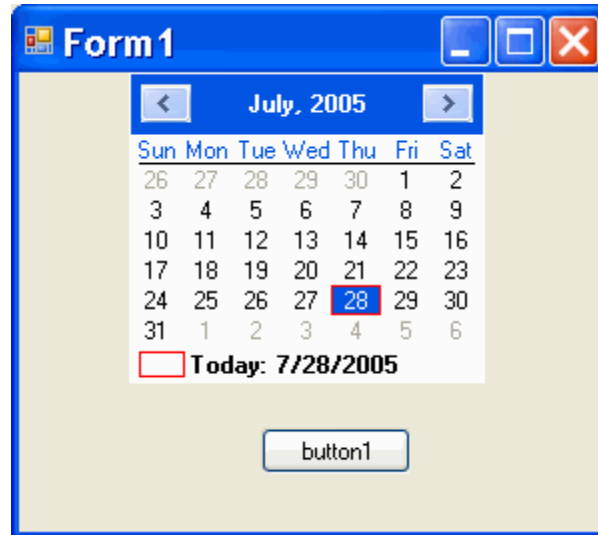 Form1
July, 2005
Sun Mon Tue Wed Thu Fri Sat
26 27 28 29 30 1 2
3 4 5 6 7 8 9
10 11 12 13 14 15 16
17 18 19 20 21 22 23
24 25 26 27 28 29 30
31 1 2 3 4 5 6
Today: 7/28/2005
button1